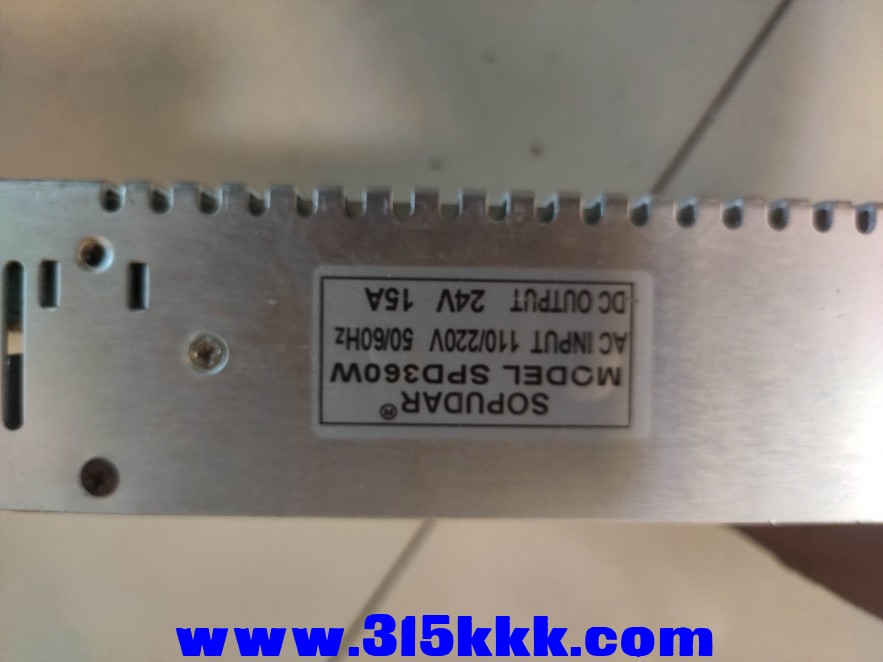 SOPUDAR®
MODEL SPD360W
AC INPUT 110/220V 50/60Hz
DC OUTPUT 24V 15A
www.315kkk.com